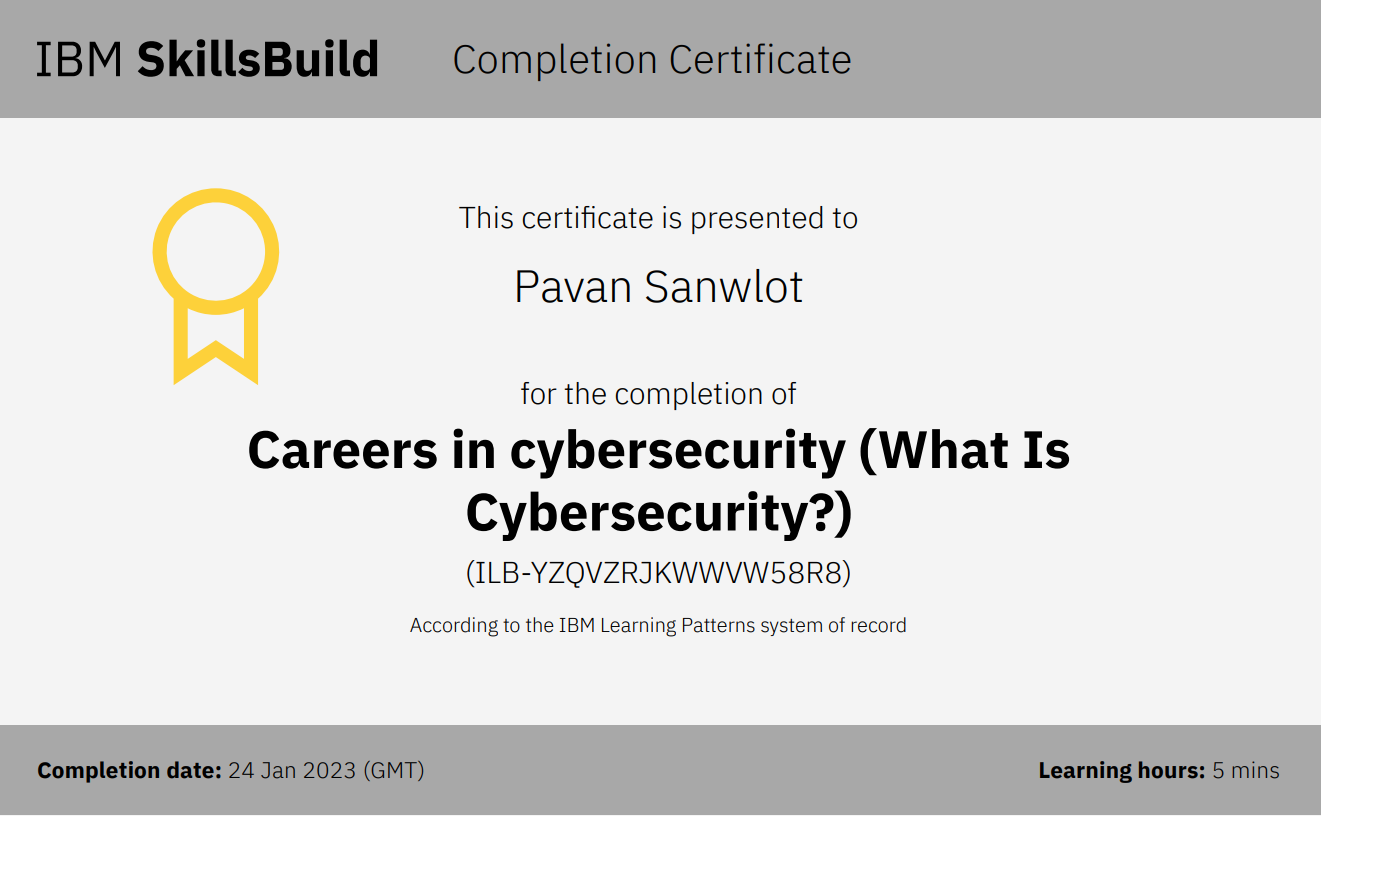 IBM SkillsBuild Completion Certificate
This certificate is presented to
Pavan Sanwlot
for the completion of
Careers in cybersecurity (What Is
Cybersecurity?)
(ILB-YZQVZRJKWWVW58R8)
According to the IBM Learning Patterns system of record
Completion date: 24 Jan 2023 (GMT)
Learning hours: 5 mins